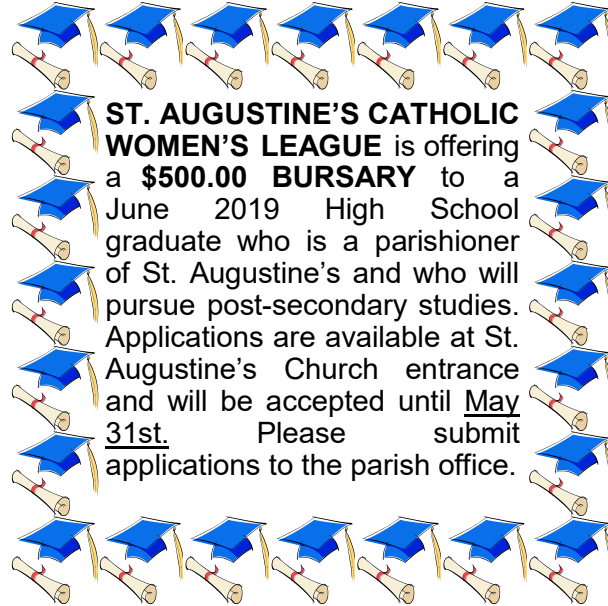 ST. AUGUSTINE’S CATHOLIC
WOMEN’S LEAGUE is offering
a $500.00 BURSARY to a
June 2019 High School
graduate who is a parishioner
of St. Augustine’s and who will
pursue post-secondary studies.
Applications are available at St.
Augustine’s Church entrance
and will be accepted until May
31st. Please submit
applications to the parish office.